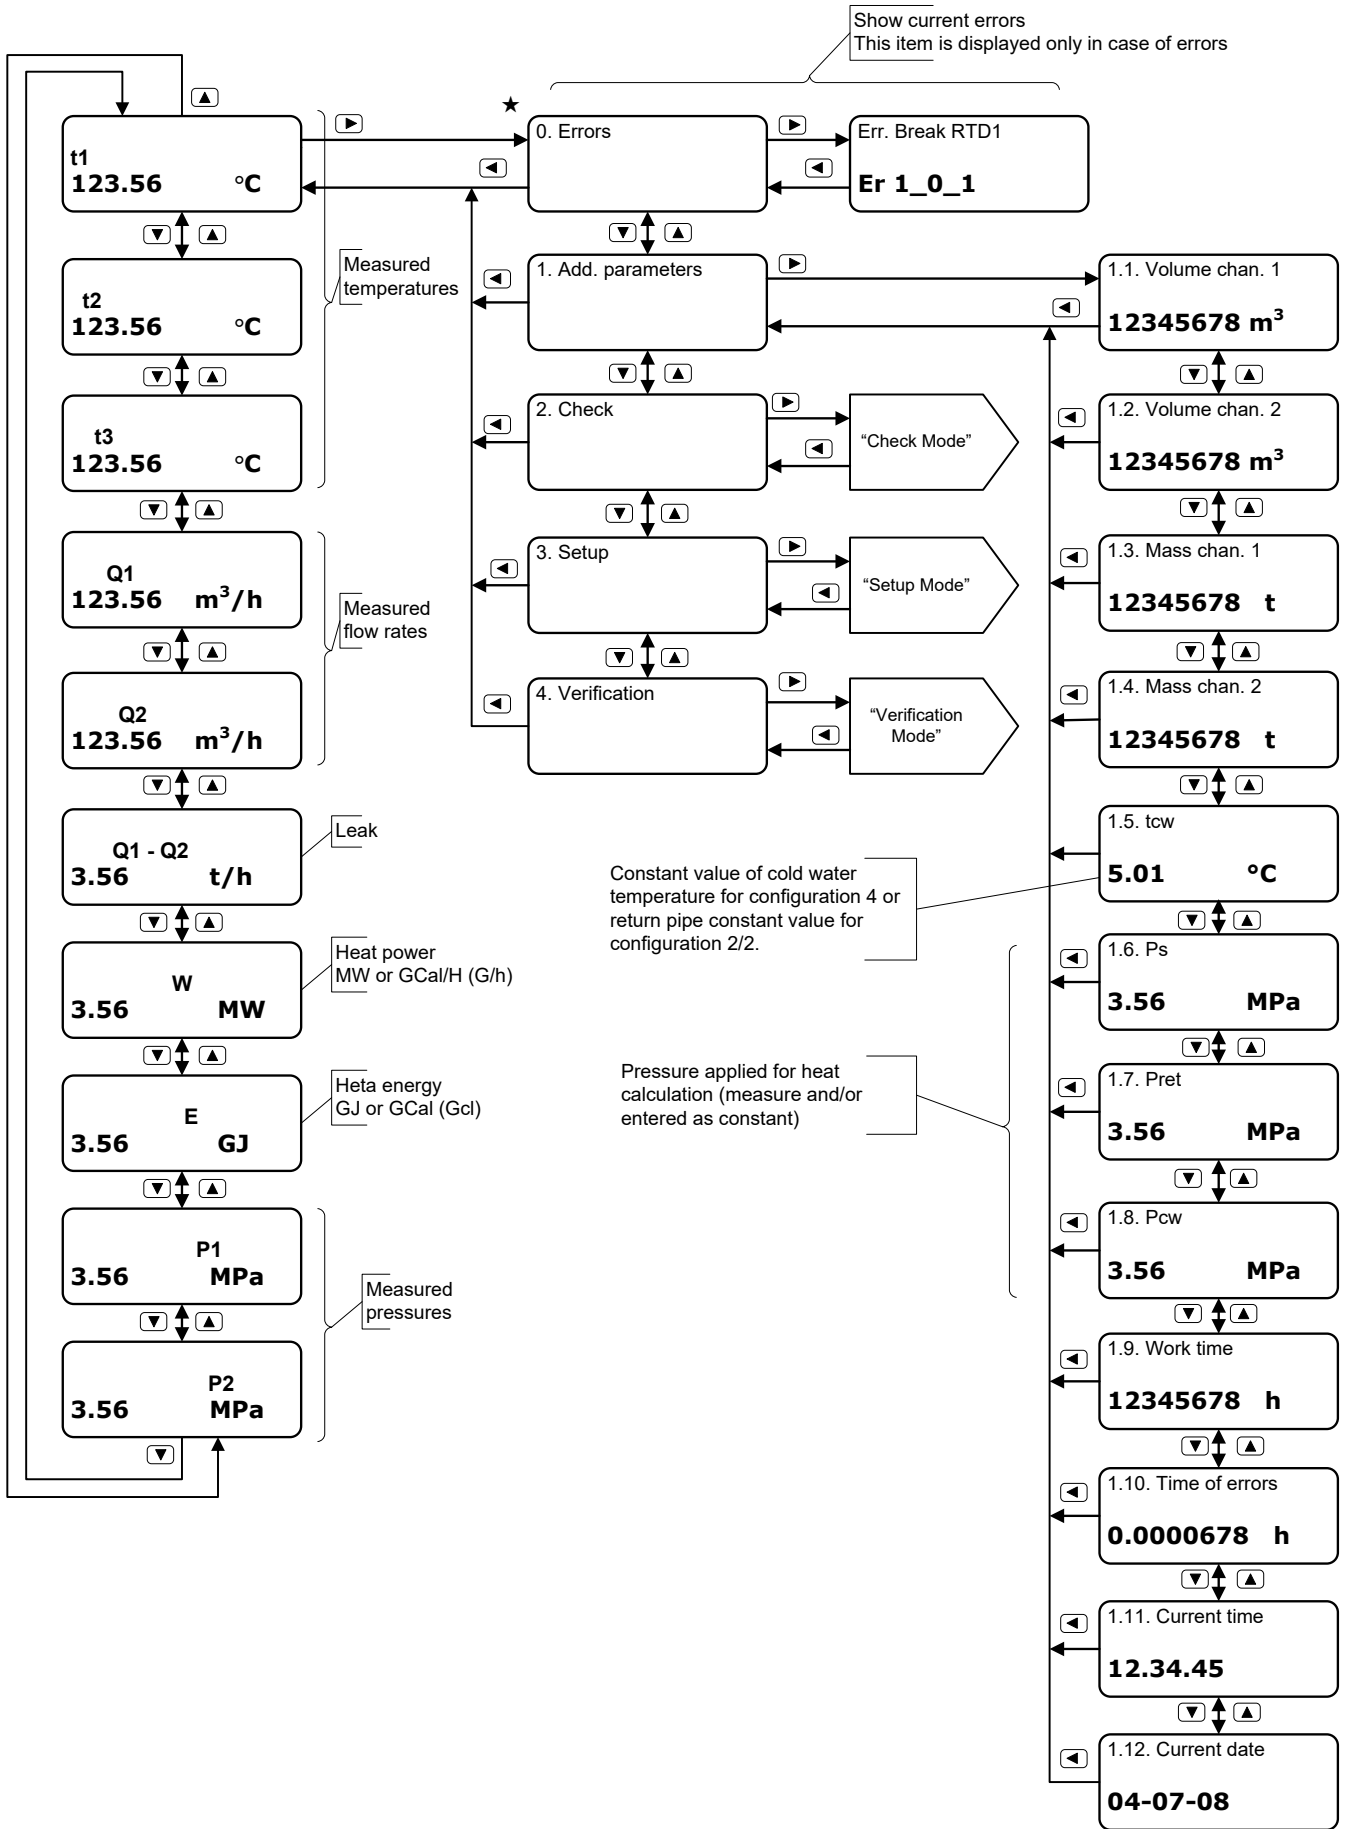 Show current errors
This item is displayed only in case of errors
t1
123.56 °C
t2
123.56 °C
t3
123.56 °C
Measured
temperatures
Q1
123.56 m³/h
Q2
123.56 m³/h
Measured
flow rates
Q1 - Q2
3.56 t/h
Leak
W
3.56 MW
Heat power
MW or GCal/H (G/h)
E
3.56 GJ
Heta energy
GJ or GCal (Gcl)
P1
3.56 MPa
P2
3.56 MPa
Measured
pressures
★
0. Errors
Err. Break RTD1
Er 1_0_1
1. Add. parameters
2. Check
“Check Mode”
3. Setup
“Setup Mode”
4. Verification
“Verification
Mode”
Constant value of cold water
temperature for configuration 4 or
return pipe constant value for
configuration 2/2.
Pressure applied for heat
calculation (measure and/or
entered as constant)
1.1. Volume chan. 1
12345678 m³
1.2. Volume chan. 2
12345678 m³
1.3. Mass chan. 1
12345678 t
1.4. Mass chan. 2
12345678 t
1.5. tcw
5.01 °C
1.6. Ps
3.56 MPa
1.7. Pret
3.56 MPa
1.8. Pcw
3.56 MPa
1.9. Work time
12345678 h
1.10. Time of errors
0.0000678 h
1.11. Current time
12.34.45
1.12. Current date
04-07-08